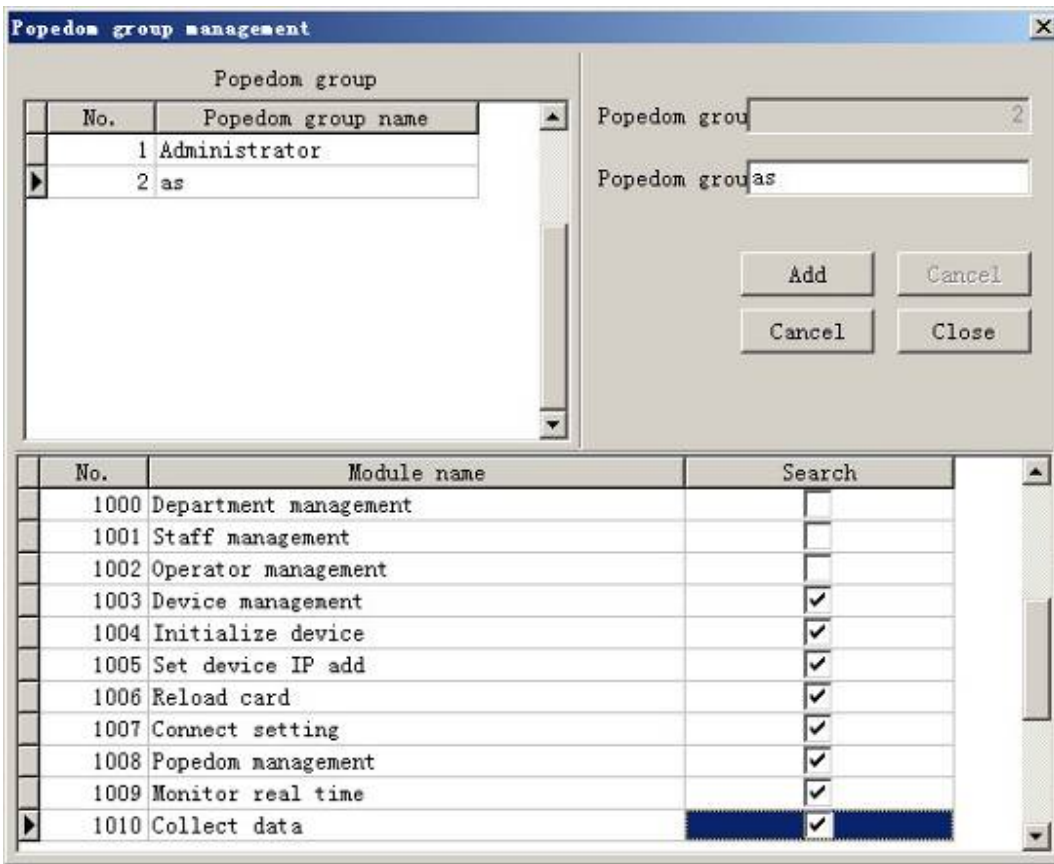 Popedom group management
Popedom group
No. Popedom group name
1 Administrator
2 as
Popedom grou 2
Popedom grou as
Add Cancel
Cancel Close
No. Module name Search
1000 Department management
1001 Staff management
1002 Operator management
1003 Device management
1004 Initialize device
1005 Set device IP add
1006 Reload card
1007 Connect setting
1008 Popedom management
1009 Monitor real time
1010 Collect data